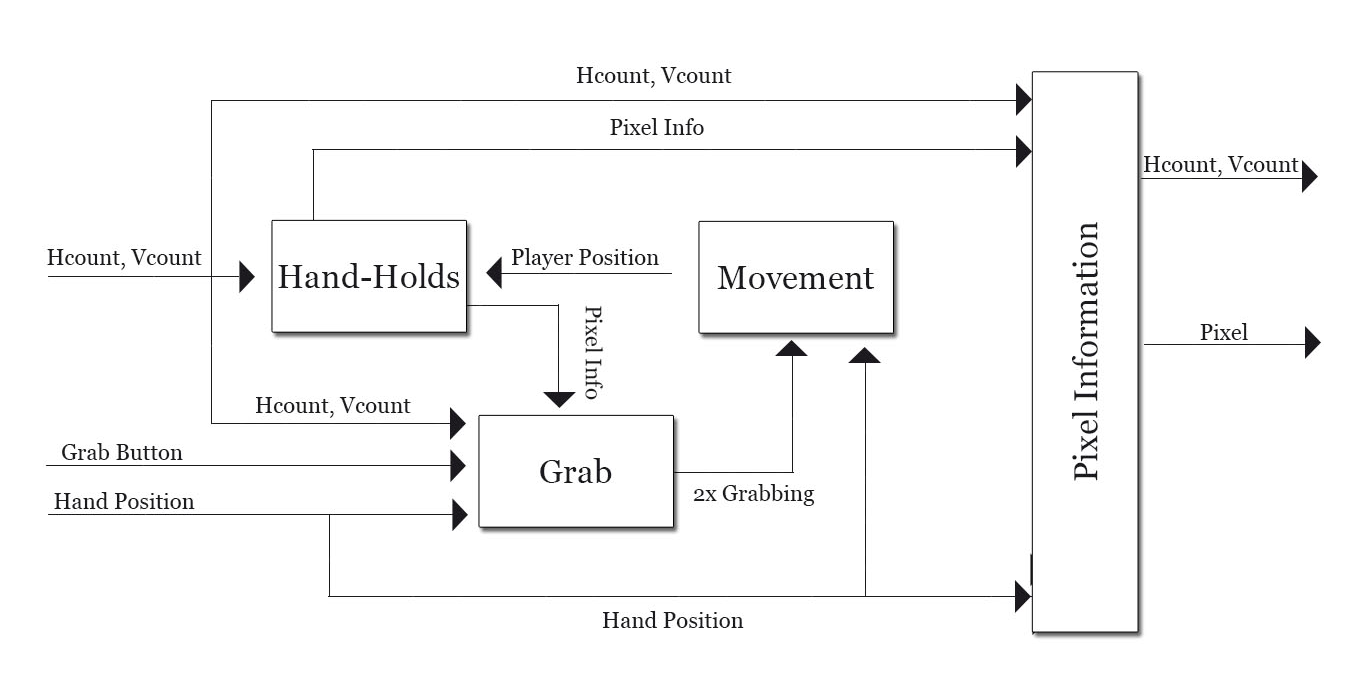 Hcount, Vcount
Pixel Info
Hcount, Vcount
Hcount, Vcount
Player Position
Hand-Holds
Movement
Pixel Info
Pixel Information
Pixel
Hcount, Vcount
Grab Button
Grab
Hand Position
2x Grabbing
Hand Position